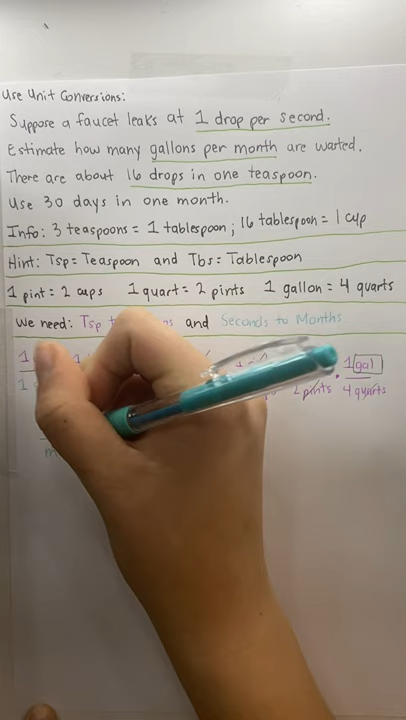 Use Unit Conversions:
Suppose a faucet leaks at 1 drop per second.
Estimate how many gallons per month are wasted.
There are about 16 drops in one teaspoon.
Use 30 days in one month.
Info: 3 teaspoons = 1 tablespoon ; 16 tablespoon = 1 cup
Hint: Tsp = Teaspoon and Tbs = Tablespoon
1 pint = 2 cups 1 quart = 2 pints 1 gallon = 4 quarts
We need: Tsp and Seconds to Months
1 gal
2 pints 4 quarts